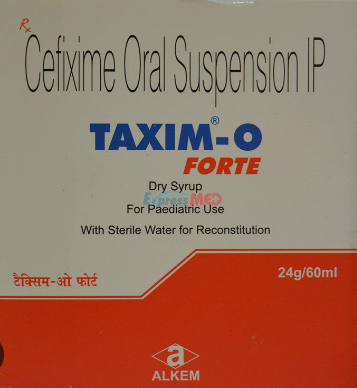 Rx
Cefixime Oral Suspension IP
TAXIM-O®
FORTE
Dry Syrup
ExpressMED
For Paediatric Use
With Sterile Water for Reconstitution
टैक्सिम-ओ फोर्ट
24g/60ml
a
ALKEM